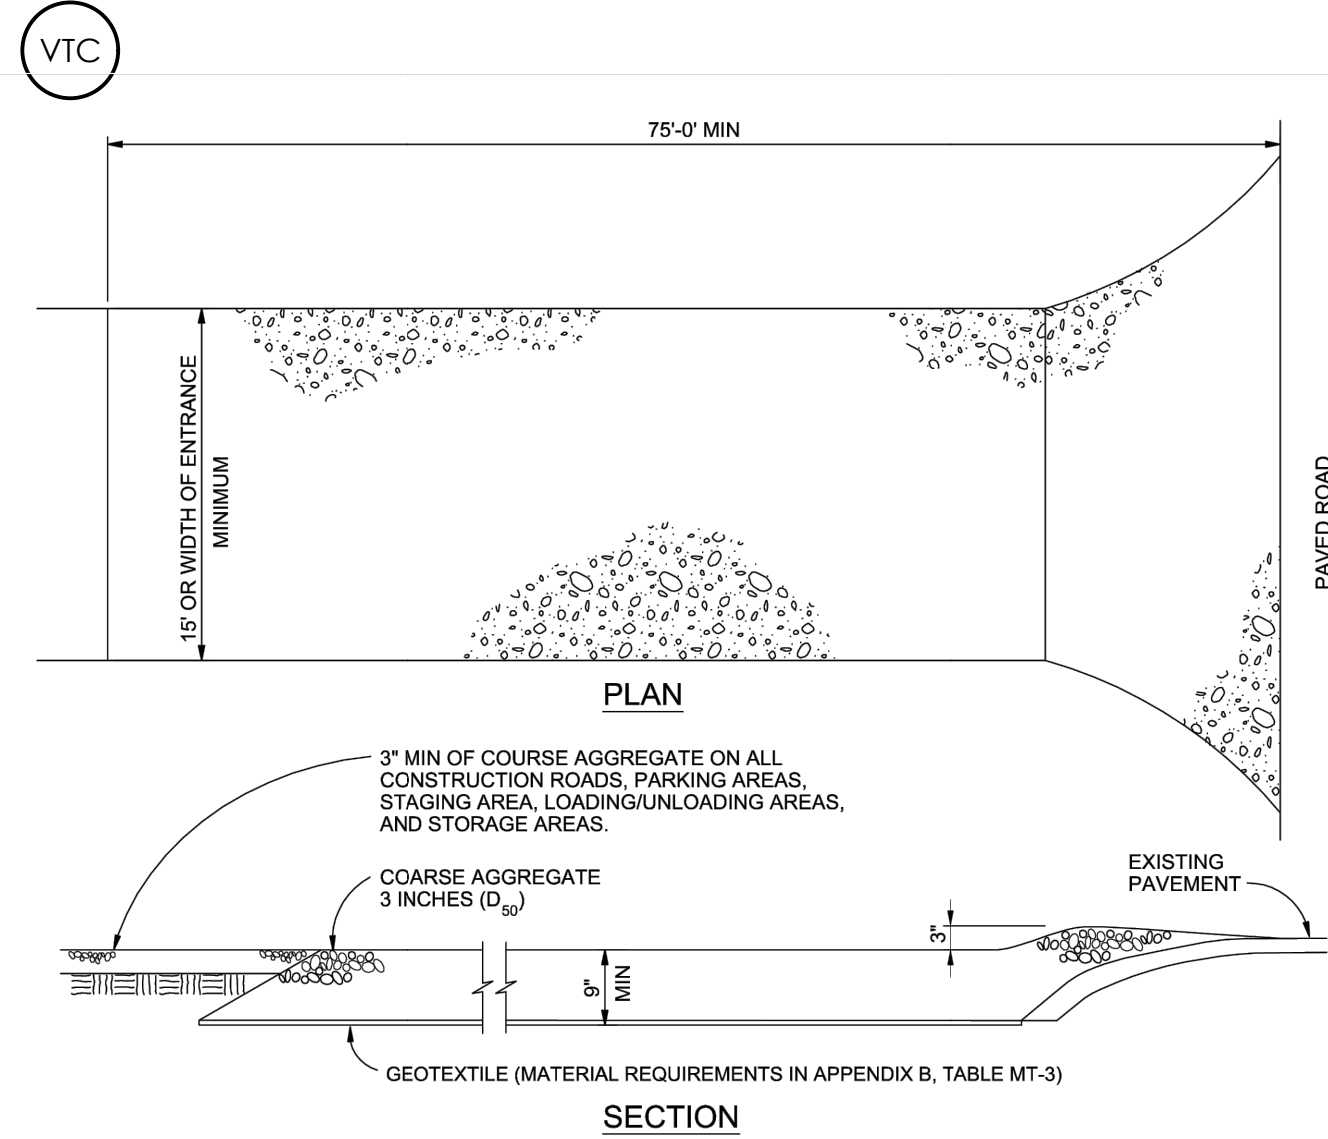 VTC
75'-0' MIN
15' OR WIDTH OF ENTRANCE
MINIMUM
PAVED ROAD
PLAN
3" MIN OF COURSE AGGREGATE ON ALL
CONSTRUCTION ROADS, PARKING AREAS,
STAGING AREA, LOADING/UNLOADING AREAS,
AND STORAGE AREAS.
COARSE AGGREGATE
3 INCHES (D50)
EXISTING
PAVEMENT
3"
9"
MIN
GEOTEXTILE (MATERIAL REQUIREMENTS IN APPENDIX B, TABLE MT-3)
SECTION